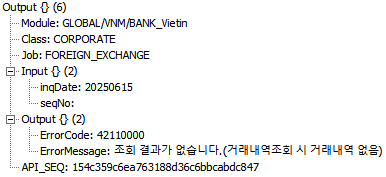 Output {} (6)
Module: GLOBAL/VNM/BANK_Vietin
Class: CORPORATE
Job: FOREIGN_EXCHANGE
Input {} (2)
inqDate: 20250615
seqNo:
Output {} (2)
ErrorCode: 42110000
ErrorMessage: 조회 결과가 없습니다.(거래내역조회 시 거래내역 없음)
API_SEQ: 154c359c6ea763188d36c6bbcabdc847